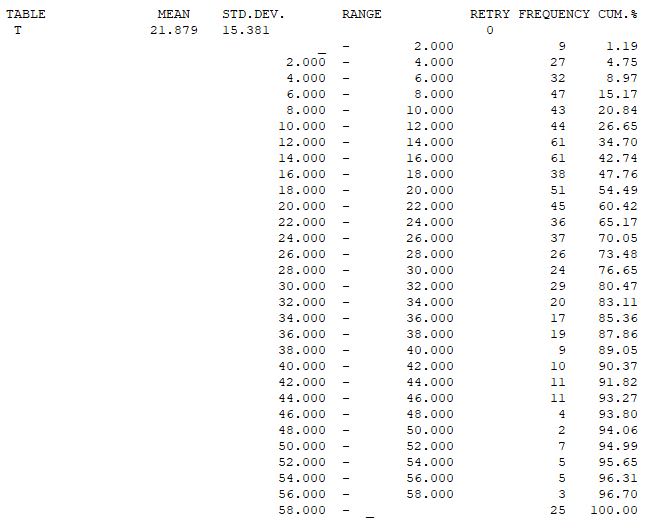 TABLE MEAN STD.DEV. RANGE RETRY FREQUENCY CUM.%
T 21.879 15.381 0
_ - 2.000 9 1.19
2.000 - 4.000 27 4.75
4.000 - 6.000 32 8.97
6.000 - 8.000 47 15.17
8.000 - 10.000 43 20.84
10.000 - 12.000 44 26.65
12.000 - 14.000 61 34.70
14.000 - 16.000 61 42.74
16.000 - 18.000 38 47.76
18.000 - 20.000 51 54.49
20.000 - 22.000 45 60.42
22.000 - 24.000 36 65.17
24.000 - 26.000 37 70.05
26.000 - 28.000 26 73.48
28.000 - 30.000 24 76.65
30.000 - 32.000 29 80.47
32.000 - 34.000 20 83.11
34.000 - 36.000 17 85.36
36.000 - 38.000 19 87.86
38.000 - 40.000 9 89.05
40.000 - 42.000 10 90.37
42.000 - 44.000 11 91.82
44.000 - 46.000 11 93.27
46.000 - 48.000 4 93.80
48.000 - 50.000 2 94.06
50.000 - 52.000 7 94.99
52.000 - 54.000 5 95.65
54.000 - 56.000 5 96.31
56.000 - 58.000 3 96.70
58.000 - _ 25 100.00